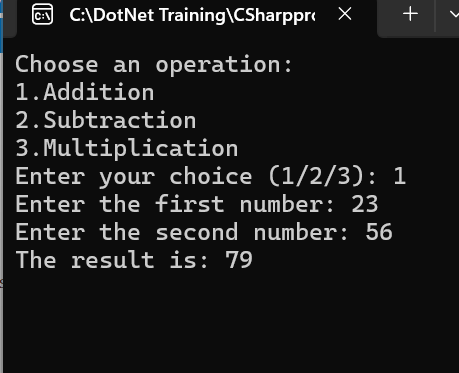 C:\DotNet Training\CSharppr
Choose an operation:
1.Addition
2.Subtraction
3.Multiplication
Enter your choice (1/2/3): 1
Enter the first number: 23
Enter the second number: 56
The result is: 79